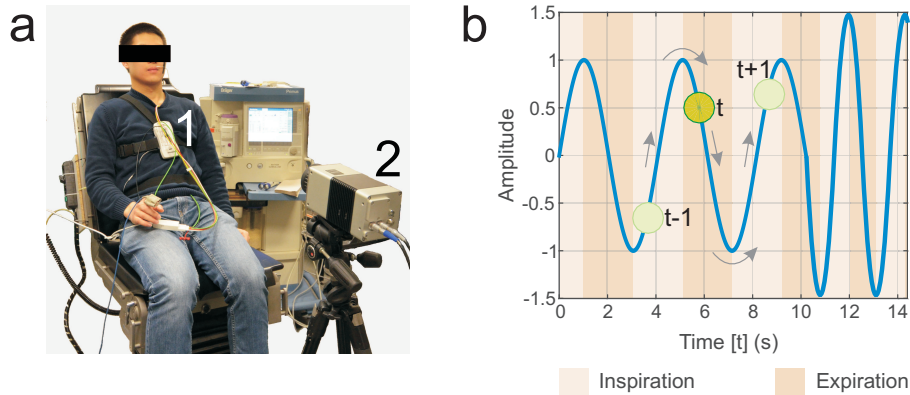 a
1
2
b
1.5
1
0.5
0
-0.5
-1
-1.5
Amplitude
t-1
t
t+1
0 2 4 6 8 10 12 14
Time [t] (s)
Inspiration
Expiration